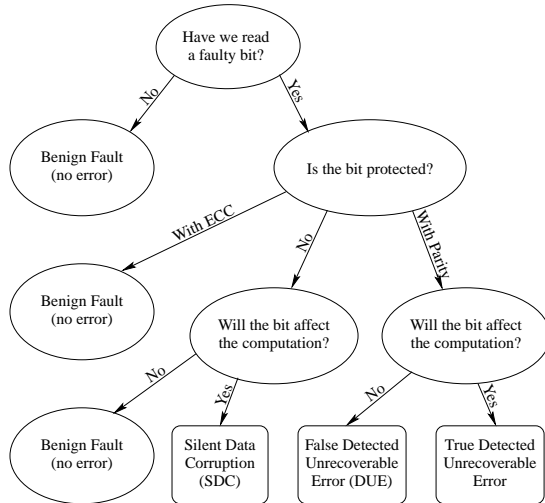 Have we read
a faulty bit?
No
Yes
Benign Fault
(no error)
Is the bit protected?
With ECC
No
With Parity
Benign Fault
(no error)
Will the bit affect
the computation?
Will the bit affect
the computation?
No
Yes
No
Yes
Benign Fault
(no error)
Silent Data
Corruption
(SDC)
False Detected
Unrecoverable
Error (DUE)
True Detected
Unrecoverable
Error